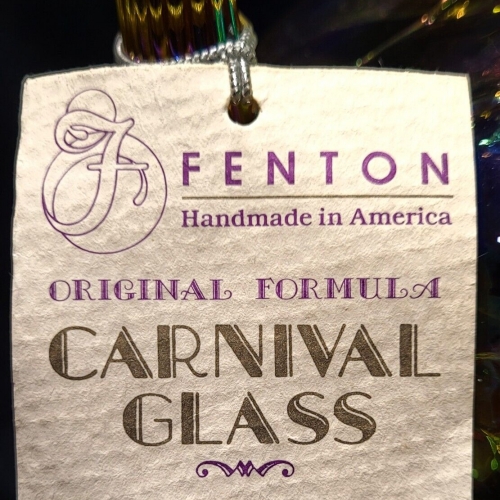 F
FENTON
Handmade in America
ORIGINAL FORMULA
CARNIVAL
GLASS